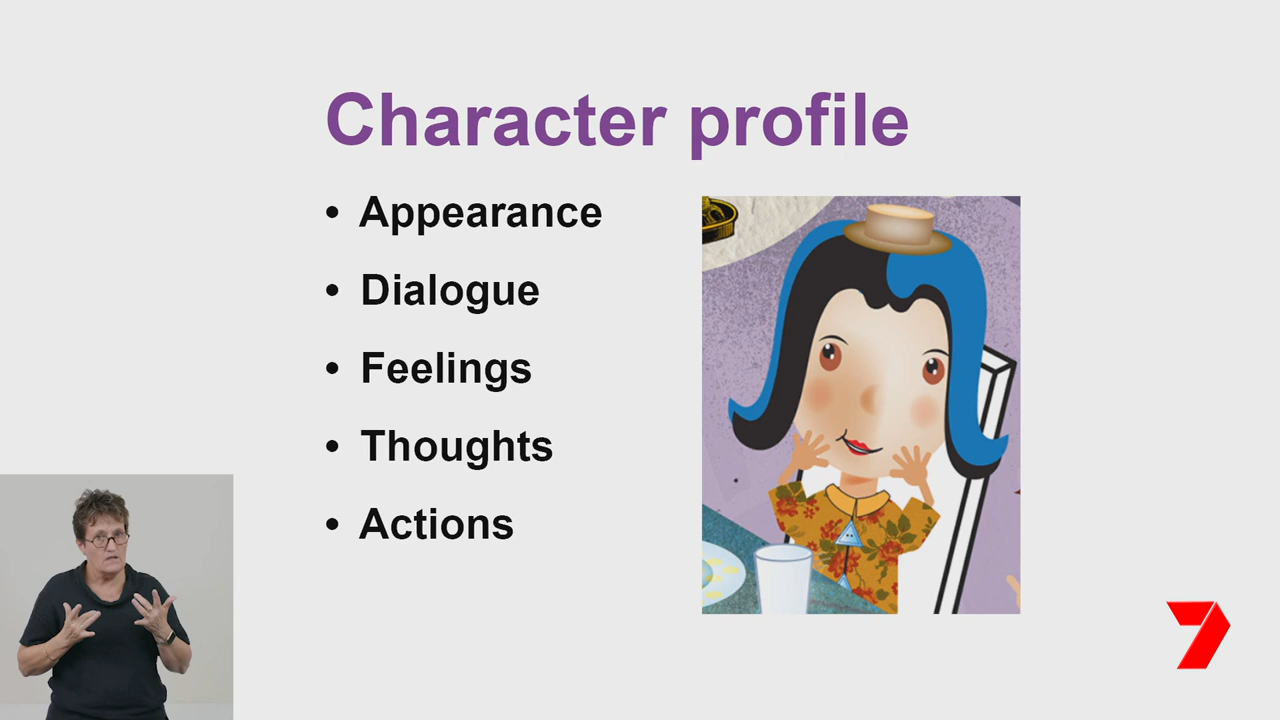 Character profile
• Appearance
• Dialogue
• Feelings
• Thoughts
• Actions
7